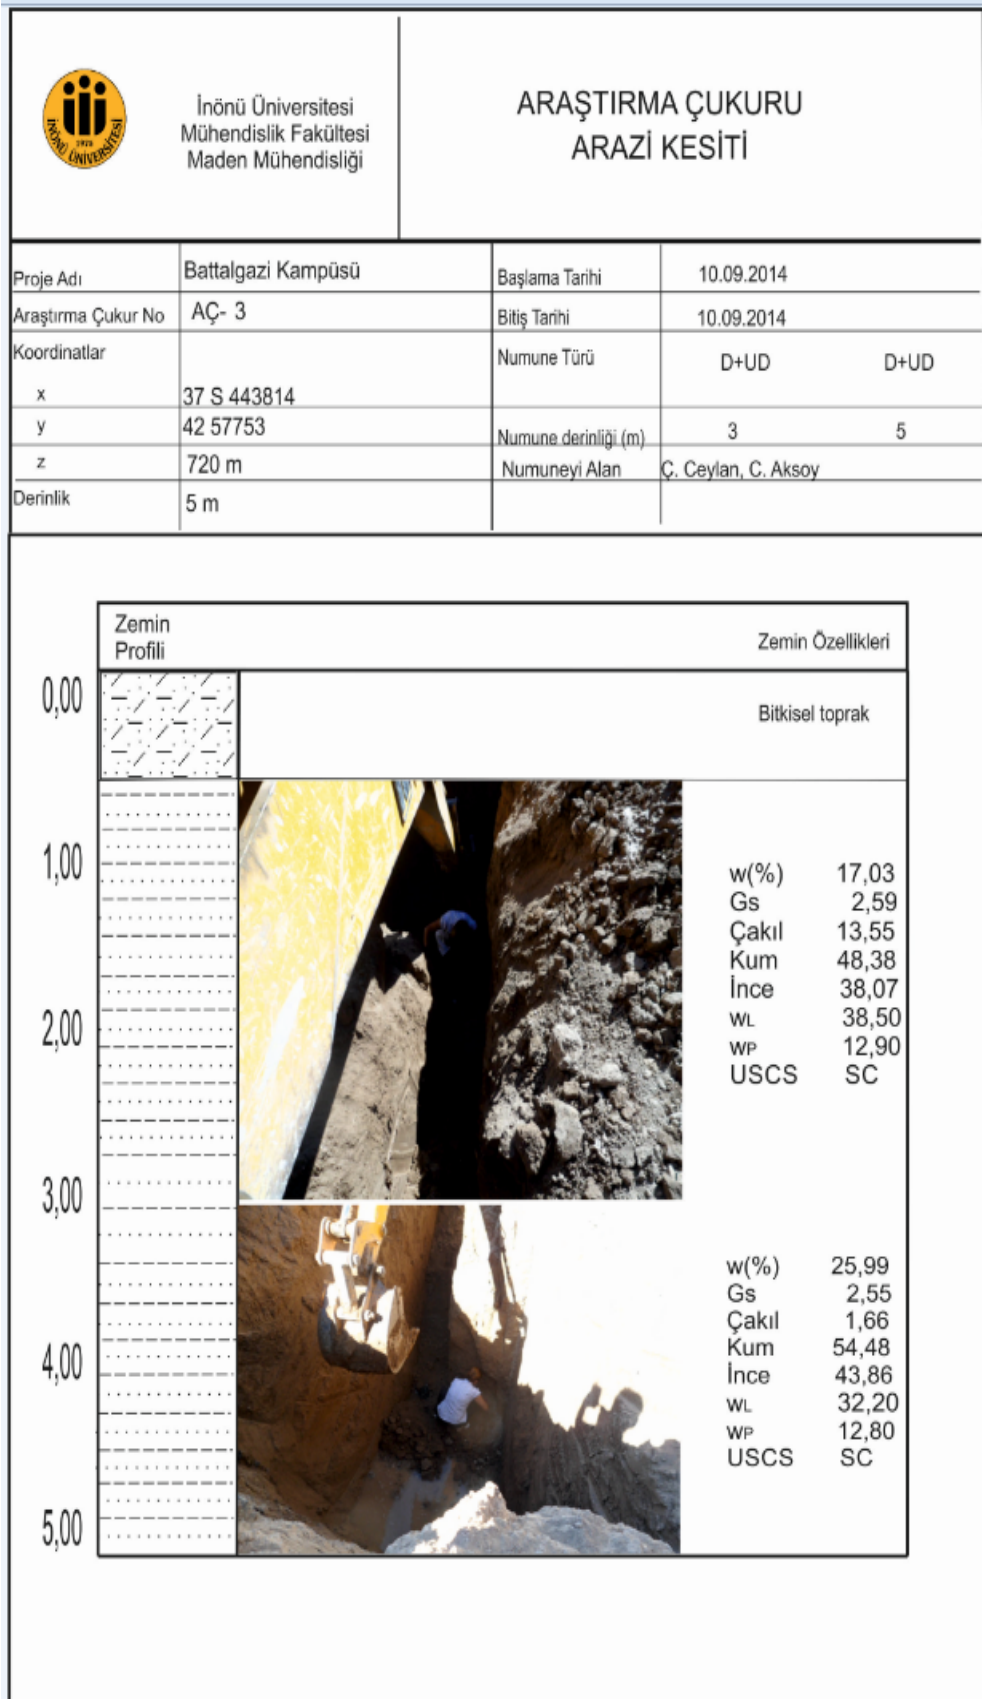 İNÖNÜ ÜNİVERSİTESİ
1975
İnönü Üniversitesi
Mühendislik Fakültesi
Maden Mühendisliği
ARAŞTIRMA ÇUKURU
ARAZİ KESİTİ
Proje Adı Battalgazi Kampüsü Başlama Tarihi 10.09.2014
Araştırma Çukur No AÇ- 3 Bitiş Tarihi 10.09.2014
Koordinatlar Numune Türü D+UD D+UD
x 37 S 443814
y 42 57753 Numune derinliği (m) 3 5
z 720 m Numuneyi Alan Ç. Ceylan, C. Aksoy
Derinlik 5 m
Zemin
Profili
Zemin Özellikleri
0,00 Bitkisel toprak
1,00
w(%) 17,03
Gs 2,59
Çakıl 13,55
Kum 48,38
İnce 38,07
WL 38,50
2,00
WP 12,90
USCS SC
3,00
w(%) 25,99
Gs 2,55
Çakıl 1,66
Kum 54,48
4,00
İnce 43,86
WL 32,20
WP 12,80
USCS SC
5,00